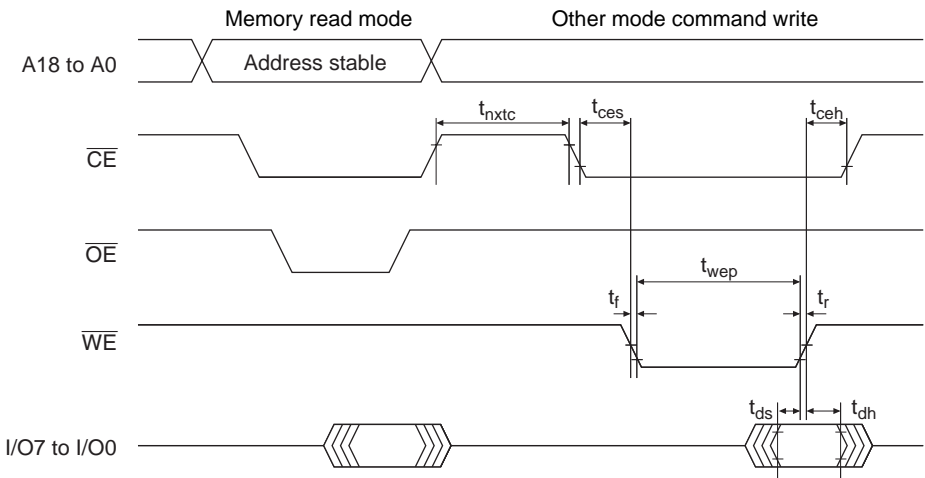 Memory read mode Other mode command write
A18 to A0 Address stable
tnxtc tces tceh
CE
OE
twep
tf tr
WE
tds tdh
I/O7 to I/O0